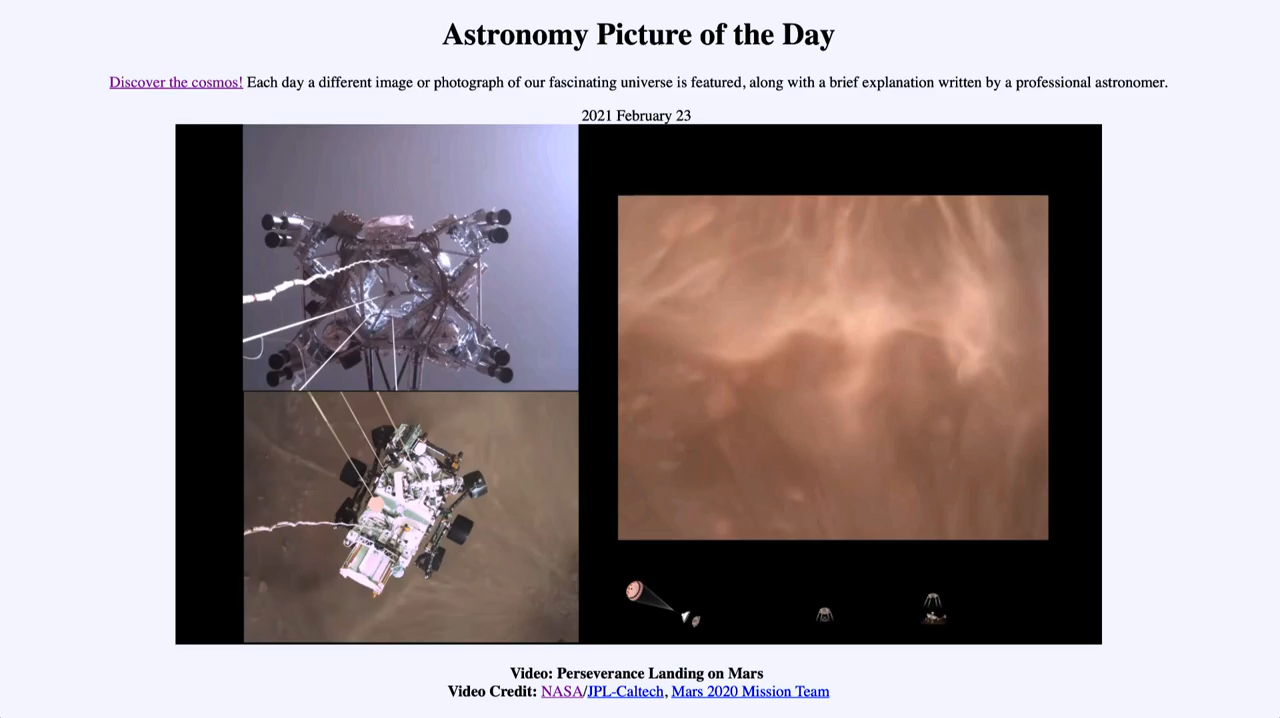 Astronomy Picture of the Day
Discover the cosmos! Each day a different image or photograph of our fascinating universe is featured, along with a brief explanation written by a professional astronomer.
2021 February 23
Video: Perseverance Landing on Mars
Video Credit: NASA/JPL-Caltech, Mars 2020 Mission Team